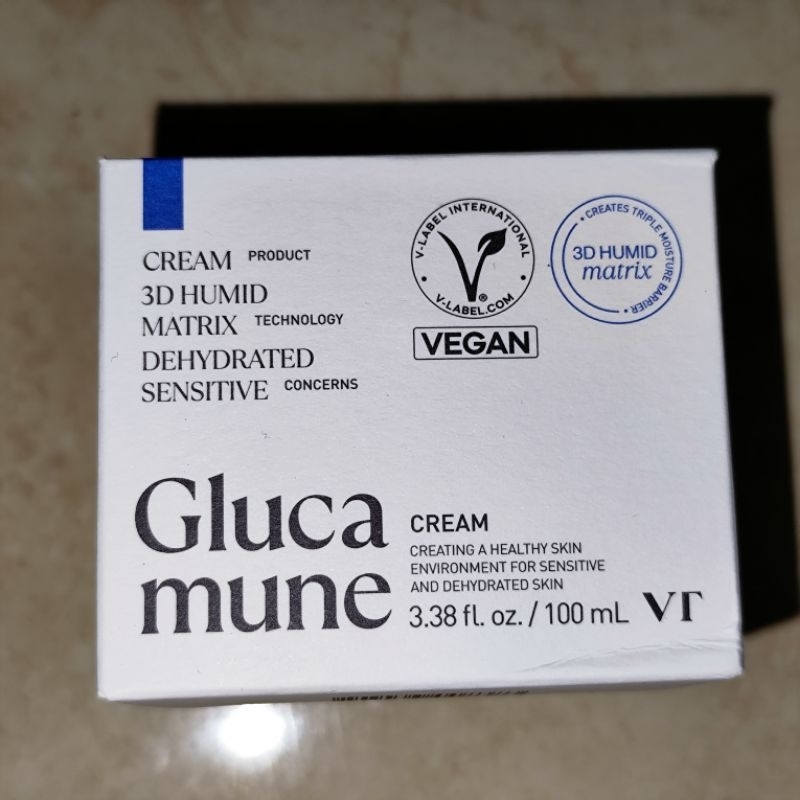 CREAM PRODUCT
3D HUMID
MATRIX TECHNOLOGY
DEHYDRATED
SENSITIVE CONCERNS
V-LABEL INTERNATIONAL
• V-LABEL.COM •
®
VEGAN
• CREATES TRIPLE MOISTURE BARRIER •
3D HUMID
matrix
Gluca
mune
CREAM
CREATING A HEALTHY SKIN
ENVIRONMENT FOR SENSITIVE
AND DEHYDRATED SKIN
3.38 fl. oz. / 100 mL
VT